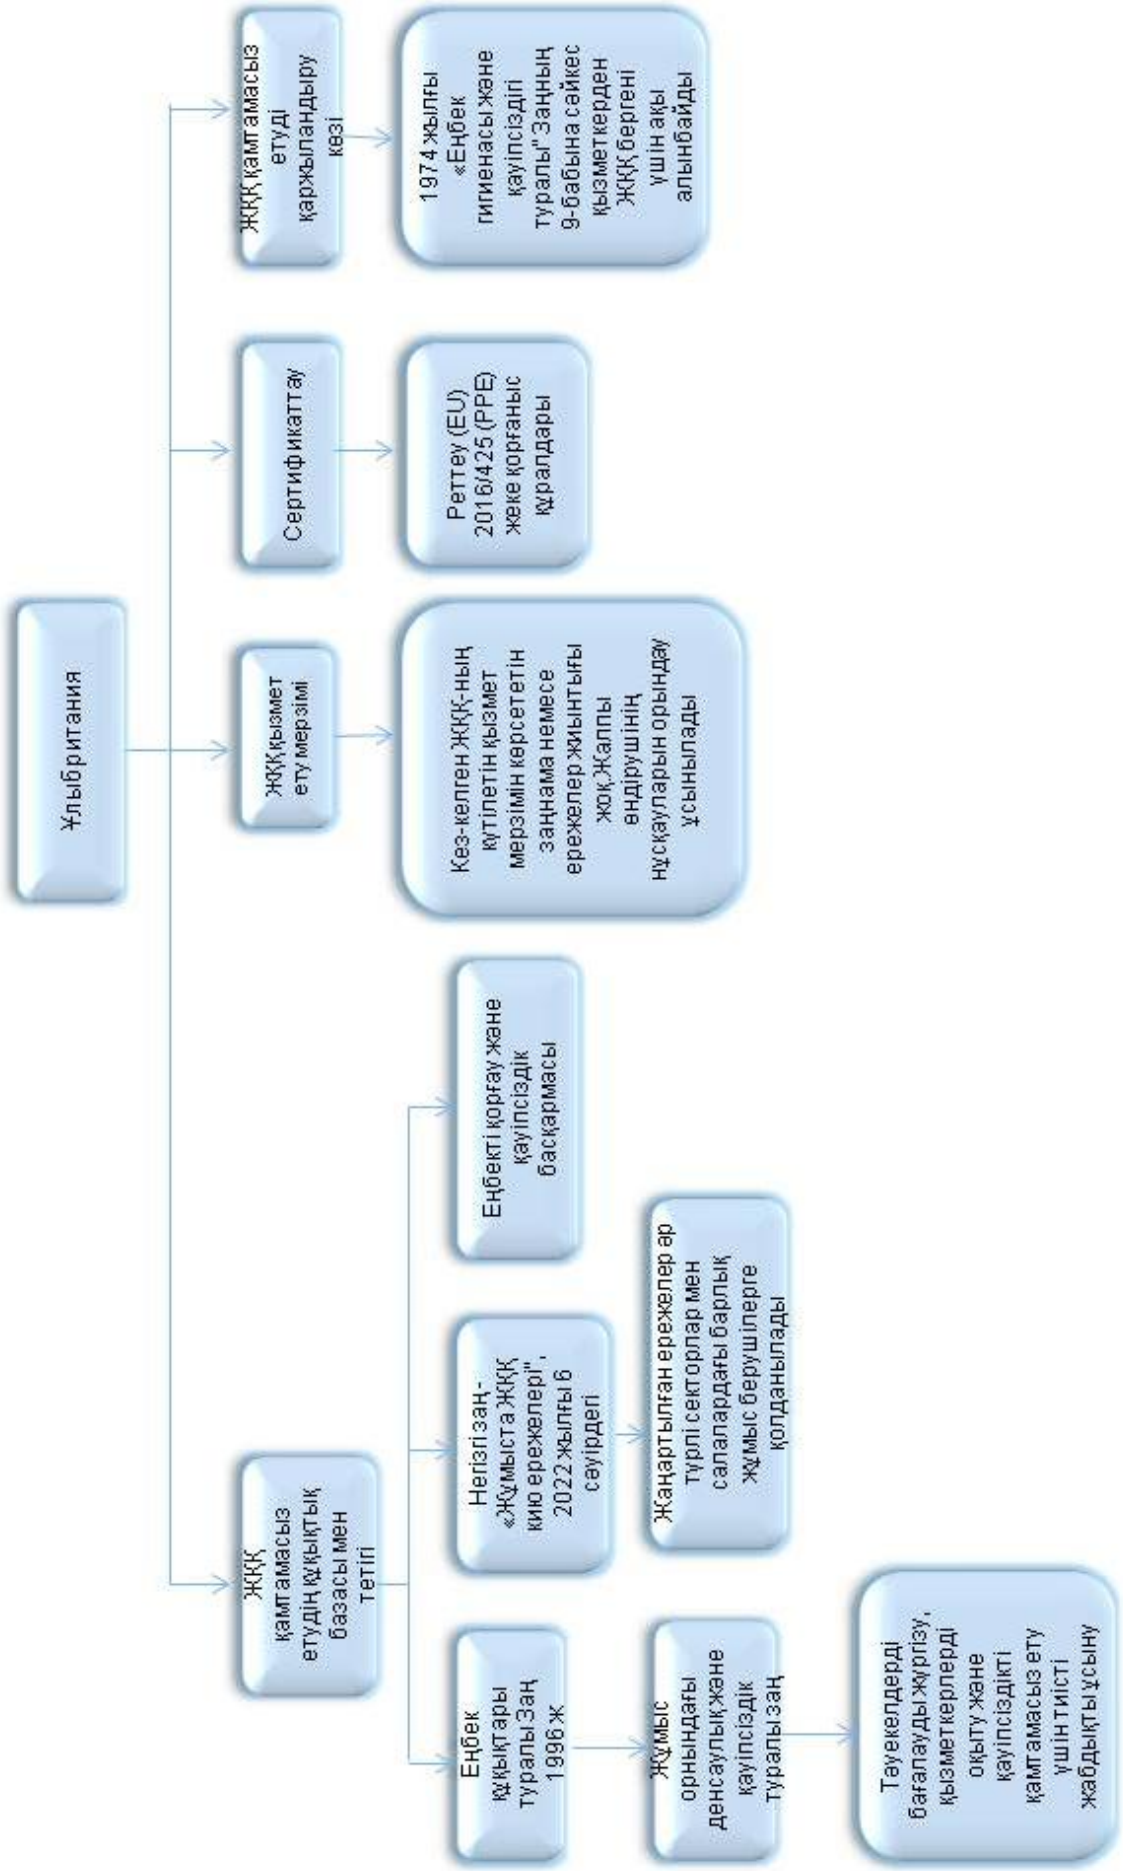 Ұлыбритания
ЖҚҚ
қамтамасыз
етудің құқықтық
базасы мен
тетігі
ЖҚҚ қызмет
ету мерзімі
Сертификаттау
ЖҚҚ қамтамасыз
етуді
қаржыландыру
көзі
Еңбек
құқықтары
туралы Заң
1996 ж
Негізгі заң -
«Жұмыста ЖҚҚ
кию ережелері",
2022 жылғы 6
сәуірдегі
Еңбекті қорғау және
қауіпсіздік
басқармасы
Кез-келген ЖҚҚ-ның
күтілетін қызмет
мерзімін көрсететін
заңнама немесе
ережелер жиынтығы
жоқ. Жалпы
өндірушінің
нұсқауларын орындау
ұсынылады
Реттеу (EU)
2016/425 (PPE)
жеке қорғаныс
құралдары
1974 жылғы
«Еңбек
гигиенасы және
қауіпсіздігі
туралы" Заңның
9-бабына сәйкес
қызметкерден
ЖҚҚ бергені
үшін ақы
алынбайды
Жұмыс
орнындағы
денсаулық және
қауіпсіздік
туралы заң
Жаңартылған ережелер әр
түрлі секторлар мен
салалардағы барлық
жұмыс берушілерге
қолданылады
Тәуекелдерді
бағалауды жүргізу,
қызметкерлерді
оқыту және
қауіпсіздікті
қамтамасыз ету
үшін тиісті
жабдықты ұсыну